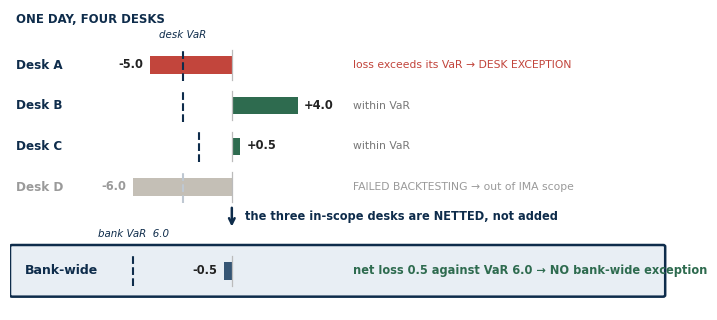 ONE DAY, FOUR DESKS
desk VaR
Desk A -5.0 loss exceeds its VaR → DESK EXCEPTION
Desk B +4.0 within VaR
Desk C +0.5 within VaR
Desk D -6.0 FAILED BACKTESTING → out of IMA scope
the three in-scope desks are NETTED, not added
bank VaR 6.0
Bank-wide -0.5 net loss 0.5 against VaR 6.0 → NO bank-wide exception